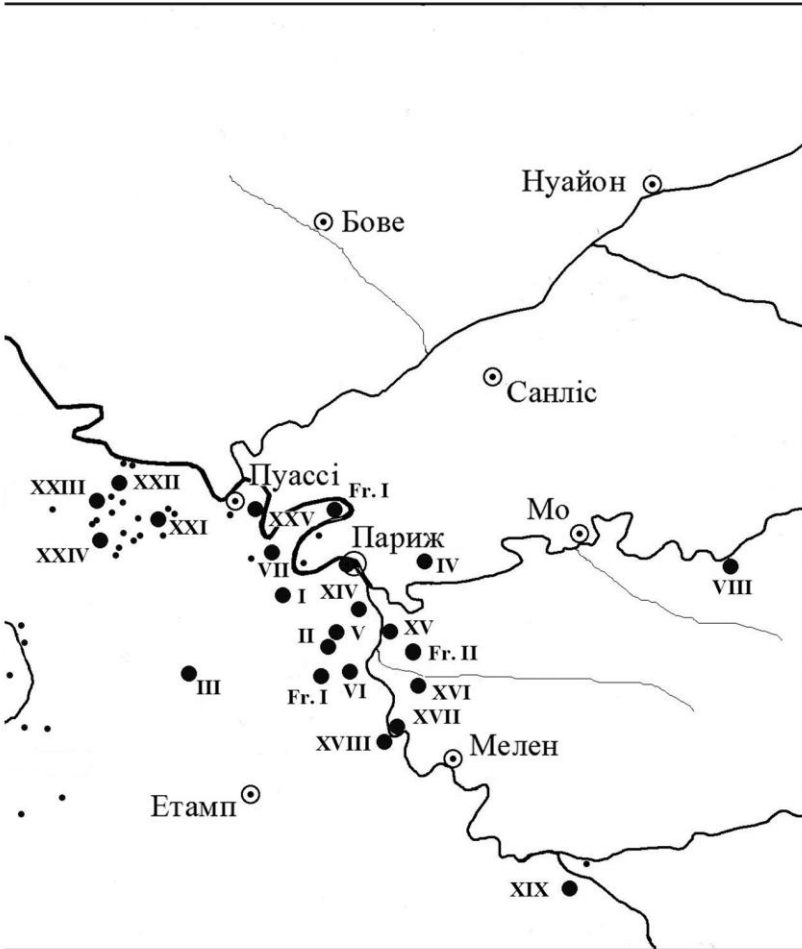 Нуайон
Бове
Санліс
Пуассі
XXIII
XXII
Fr. I
XXV
XXI
Мо
Париж
XXIV
VII
IV
VIII
XIV
I
II
V
XV
Fr. II
III
Fr. I
VI
XVI
XVII
XVIII
Мелен
Етамп
XIX